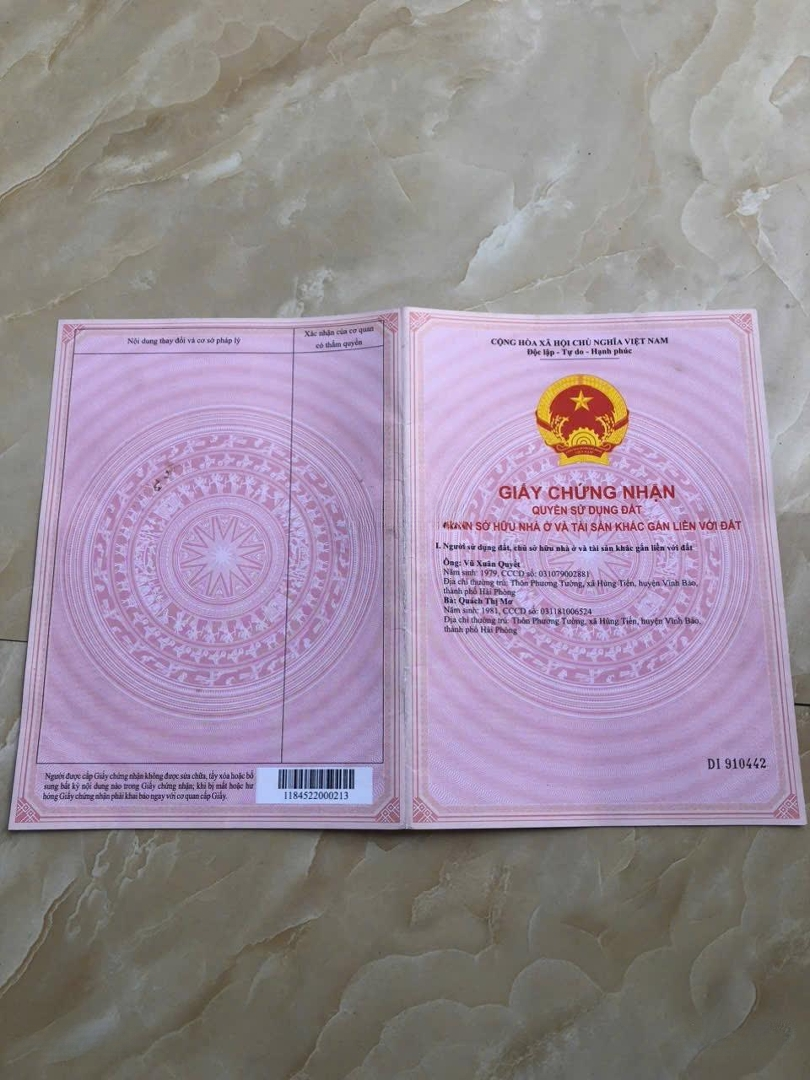 Nội dung thay đổi và cơ sở pháp lý
Xác nhận của cơ quan
có thẩm quyền
Người được cấp Giấy chứng nhận không được sửa chữa, tẩy xóa hoặc bổ
sung bất kỳ nội dung nào trong Giấy chứng nhận; khi bị mất hoặc hư
hỏng Giấy chứng nhận phải khai báo ngay với cơ quan cấp Giấy.
1184522000213
CỘNG HÒA XÃ HỘI CHỦ NGHĨA VIỆT NAM
Độc lập - Tự do - Hạnh phúc
GIẤY CHỨNG NHẬN
QUYỀN SỬ DỤNG ĐẤT
SỞ HỮU NHÀ Ở VÀ TÀI SẢN KHÁC GẮN LIỀN VỚI ĐẤT
I. Người sử dụng đất, chủ sở hữu nhà ở và tài sản khác gắn liền với đất
Ông: Vũ Xuân Quyết
Năm sinh: 1979, CCCD số: 031079002881
Địa chỉ thường trú: Thôn Phương Tường, xã Hùng Tiến, huyện Vĩnh Bảo,
thành phố Hải Phòng
Bà: Quách Thị Mơ
Năm sinh: 1981, CCCD số: 031181006524
Địa chỉ thường trú: Thôn Phương Tường, xã Hùng Tiến, huyện Vĩnh Bảo,
thành phố Hải Phòng
DI 910442